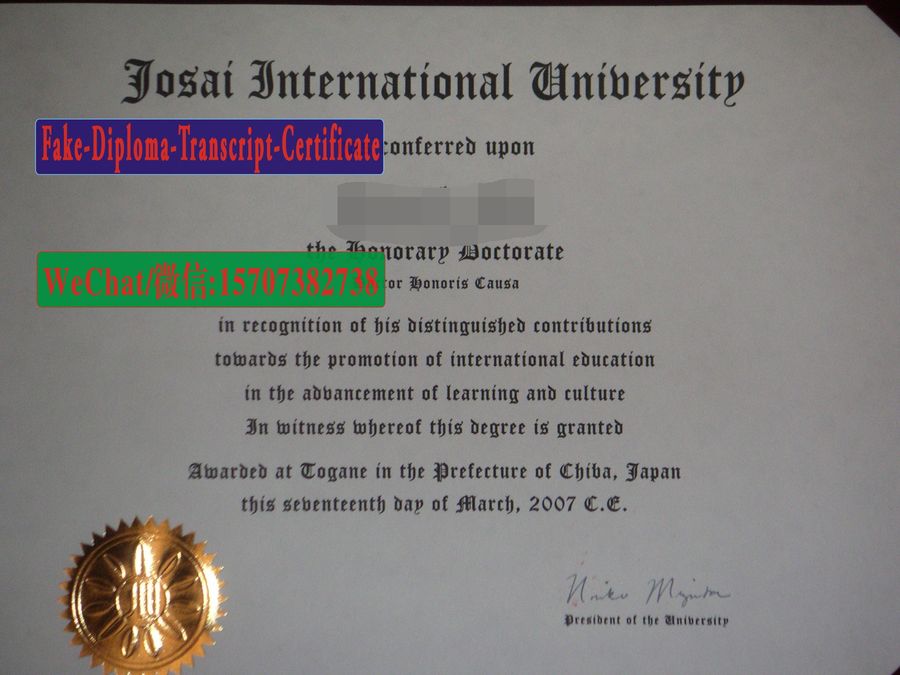 Josai International University
Fake-Diploma-Transcript-Certificate
conferred upon
the Honorary Doctorate
WeChat/微信:15707382738
Honoris Causa
in recognition of his distinguished contributions
towards the promotion of international education
in the advancement of learning and culture
In witness whereof this degree is granted
Awarded at Togane in the Prefecture of Chiba, Japan
this seventeenth day of March, 2007 C.E.
President of the University